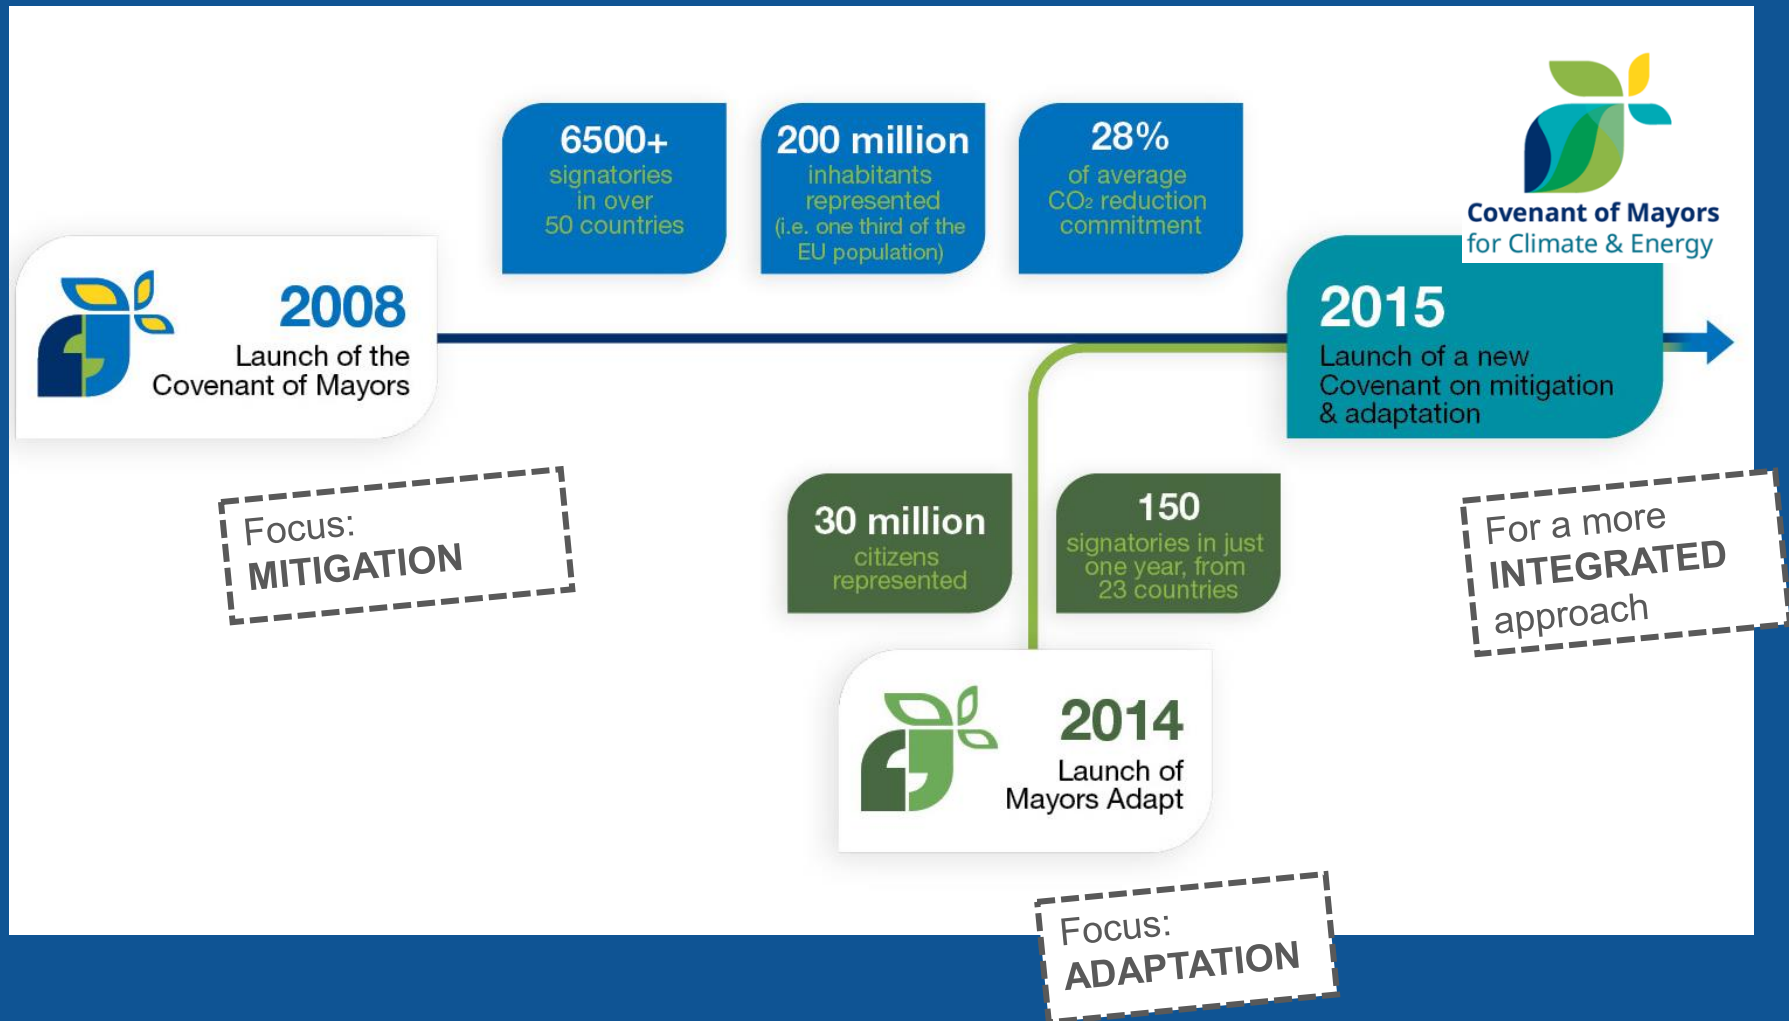 6500+
signatories
in over
50 countries
200 million
inhabitants
represented
(i.e. one third of the
EU population)
28%
of average
CO2 reduction
commitment
Covenant of Mayors
for Climate & Energy
2008
Launch of the
Covenant of Mayors
2015
Launch of a new
Covenant on mitigation
& adaptation
Focus:
MITIGATION
30 million
citizens
represented
150
signatories in just
one year, from
23 countries
For a more
INTEGRATED
approach
2014
Launch of
Mayors Adapt
Focus:
ADAPTATION